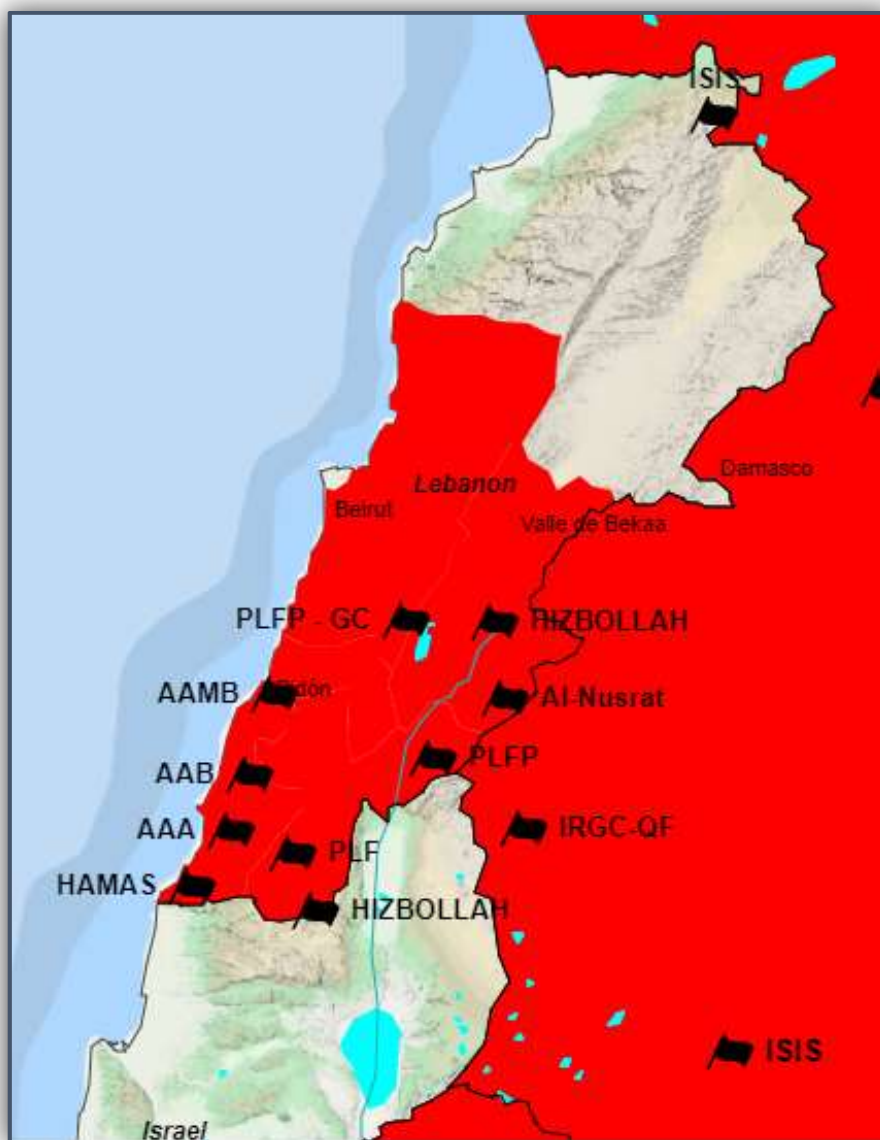 ISIS
Damasco
Lebanon
Beirut
Valle de Bekaa
PLFP - GC
HIZBOLLAH
AAMB
Sidón
Al-Nusrat
PLFP
AAB
AAA
IRGC-QF
PLF
HAMAS
HIZBOLLAH
ISIS
Israel